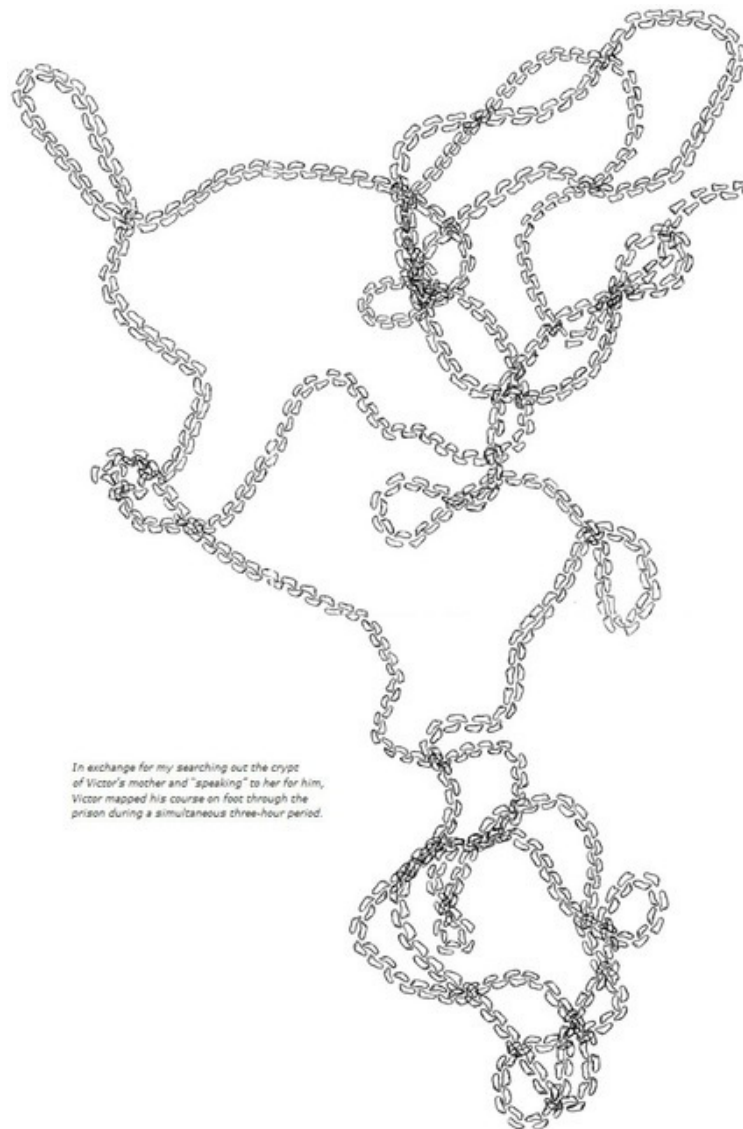 In exchange for my searching out the crypt
of Victor's mother and "speaking" to her for him,
Victor mapped his course on foot through the
prison during a simultaneous three-hour period.